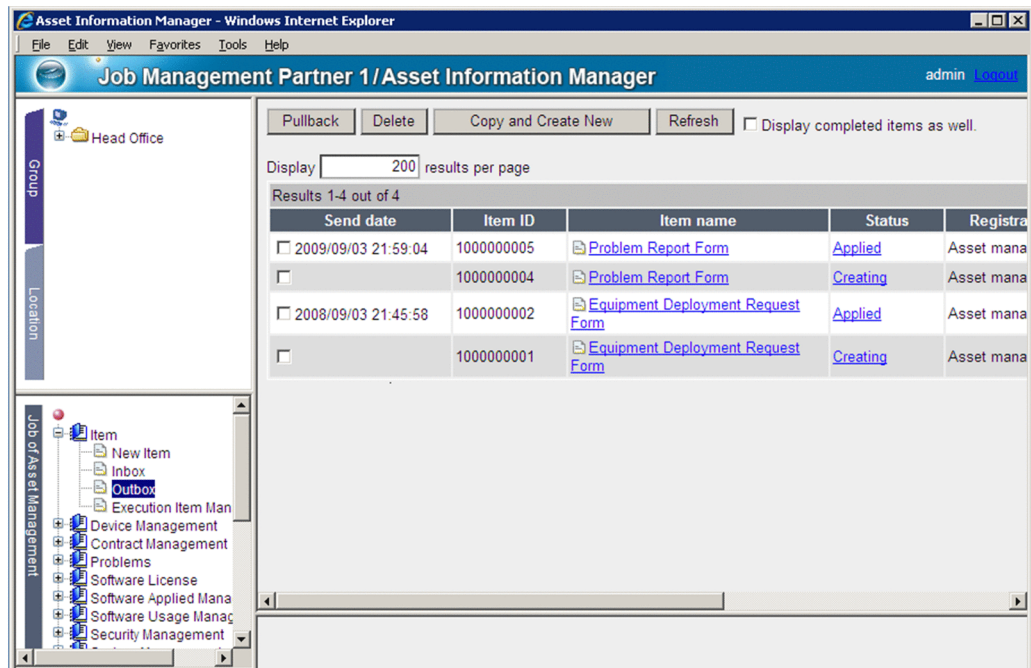 Asset Information Manager - Windows Internet Explorer
File Edit View Favorites Tools Help
Job Management Partner 1/Asset Information Manager
admin Logout
Group
Location
Head Office
Pullback Delete Copy and Create New Refresh Display completed items as well.
Display 200 results per page
Results 1-4 out of 4
Send date Item ID Item name Status Registra
2009/09/03 21:59:04 1000000005 Problem Report Form Applied Asset mana
1000000004 Problem Report Form Creating Asset mana
2008/09/03 21:45:58 1000000002 Equipment Deployment Request Form Applied Asset mana
1000000001 Equipment Deployment Request Form Creating Asset mana
Job of Asset Management
Item
New Item
Inbox
Outbox
Execution Item Man
Device Management
Contract Management
Problems
Software License
Software Applied Mana
Software Usage Manag
Security Management